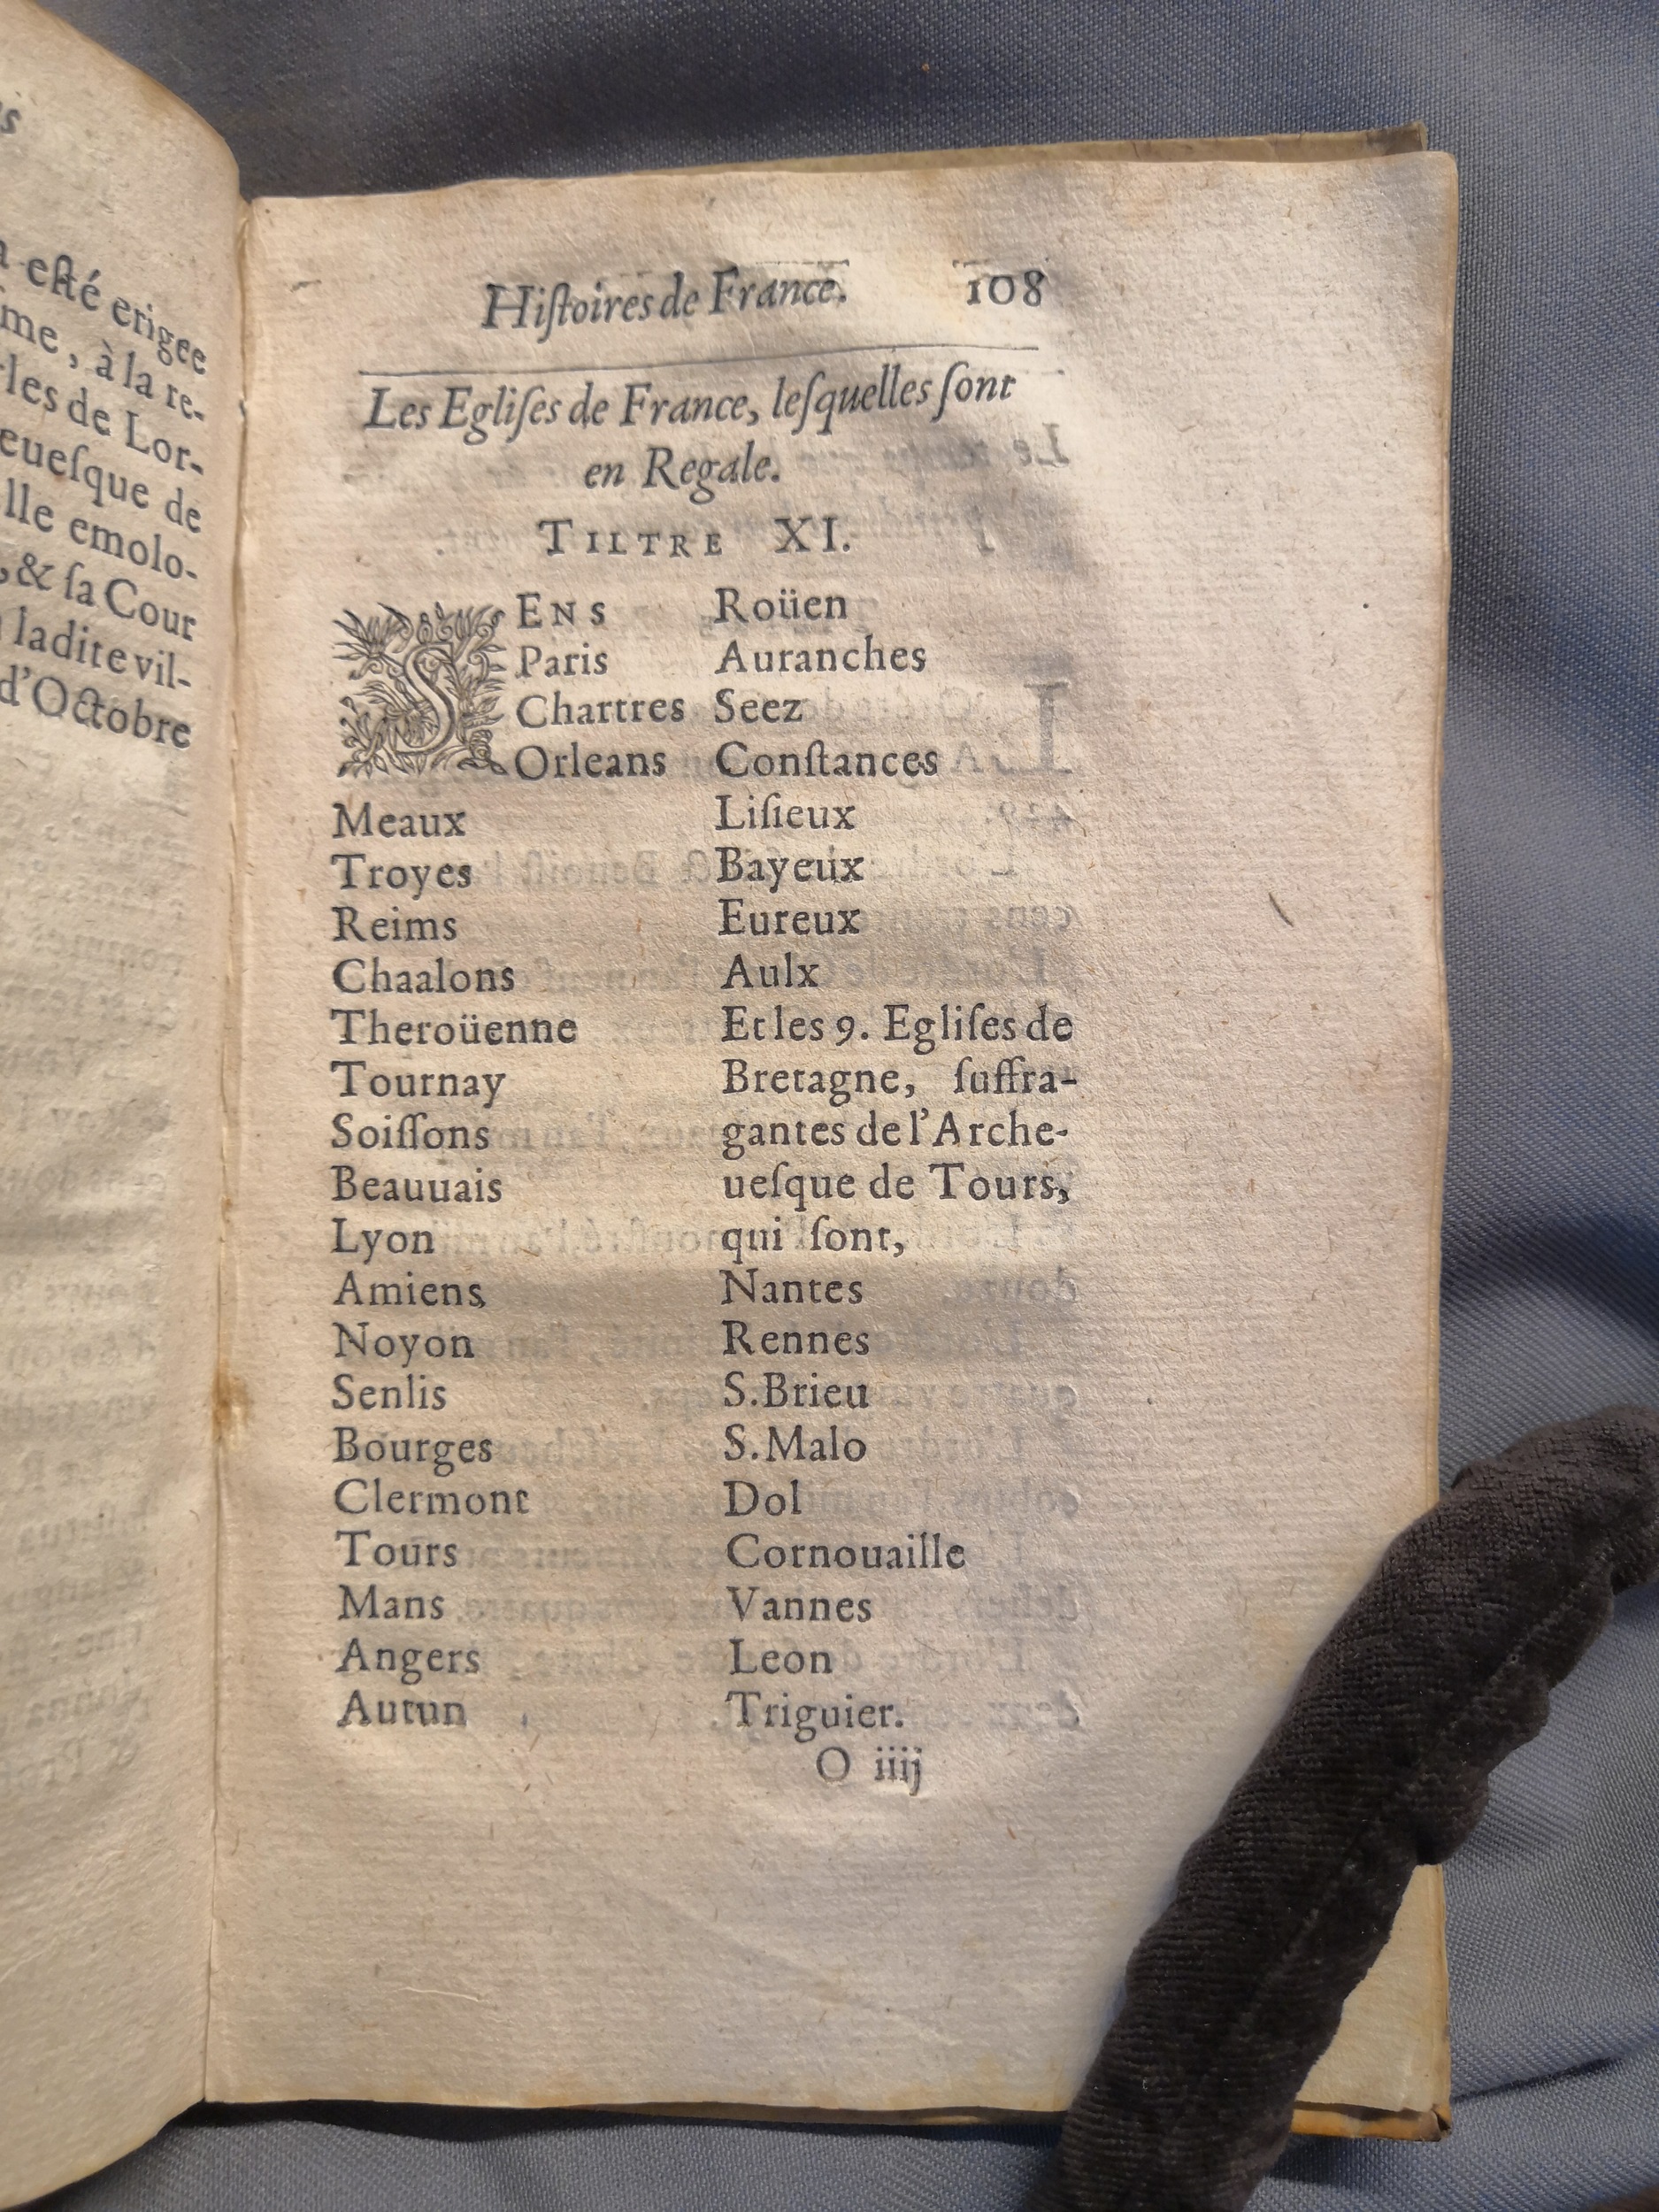 a esté erigee
me, à la re-
les de Lor-
euesque de
lle emolo-
, & ſa Cour
ladite vil-
d'Octobre
Hiſtoires de France. 108
Les Egliſes de France, leſquelles ſont
en Regale.
TILTRE XI.
SENS
Paris
Chartres
Orleans
Meaux
Troyes
Reims
Chaalons
Theroüenne
Tournay
Soiſſons
Beauuais
Lyon
Amiens
Noyon
Senlis
Bourges
Clermont
Tours
Mans
Angers
Autun
Roüen
Auranches
Seez
Conſtances
Liſieux
Bayeux
Eureux
Aulx
Et les 9. Egliſes de
Bretagne, ſuffra-
gantes de l'Arche-
ueſque de Tours,
qui ſont,
Nantes
Rennes
S. Brieu
S. Malo
Dol
Cornouaille
Vannes
Leon
Triguier.
O iiij